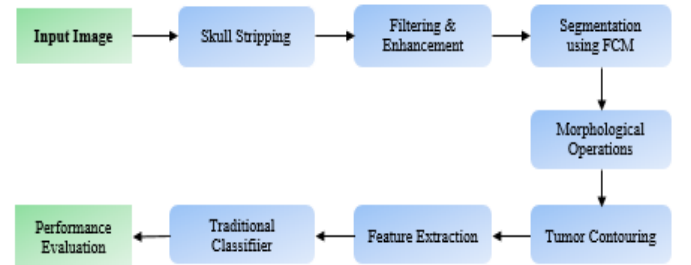 Input Image
Skull Stripping
Filtering &
Enhancement
Segmentation
using FCM
Morphological
Operations
Tumor Contouring
Feature Extraction
Traditional
Classifiier
Performance
Evaluation